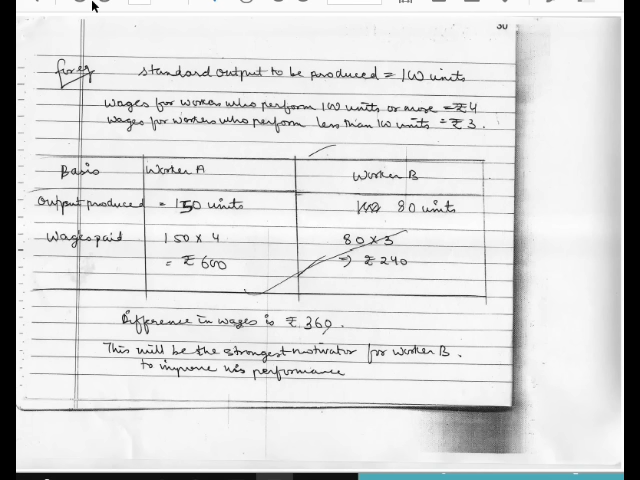 30
for eg standard output to be produced = 100 units
wages for workers who perform 100 units or more = ₹ 4
wages for workers who perform less than 100 units = ₹ 3.
Basis Worker A Worker B
Output produced = 150 units 80 units
Wages paid 150 x 4 80 x 3
= ₹ 600 => ₹ 240
Difference in wages is ₹ 360.
This will be the strongest motivator for worker B.
to improve his performance